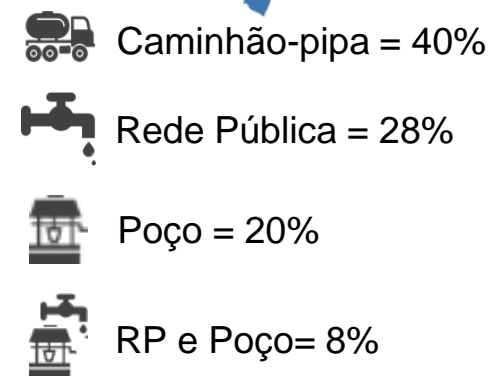 Caminhão-pipa = 40%
Rede Pública = 28%
Poço = 20%
RP e Poço= 8%